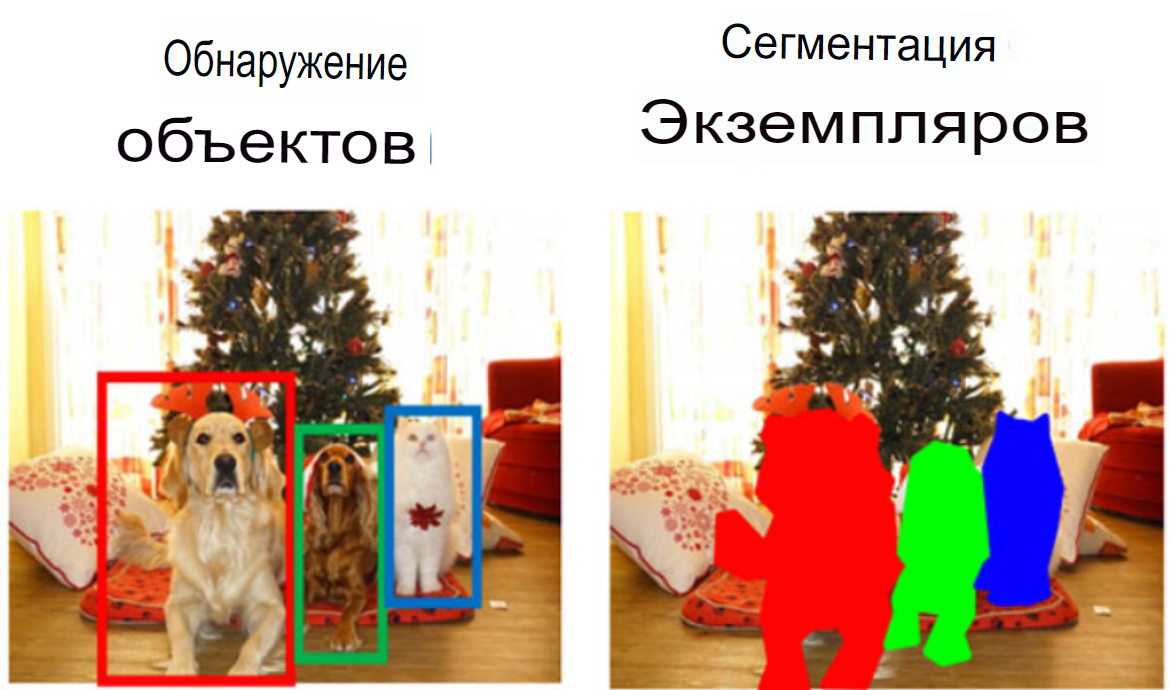 Обнаружение
объектов
Сегментация
Экземпляров